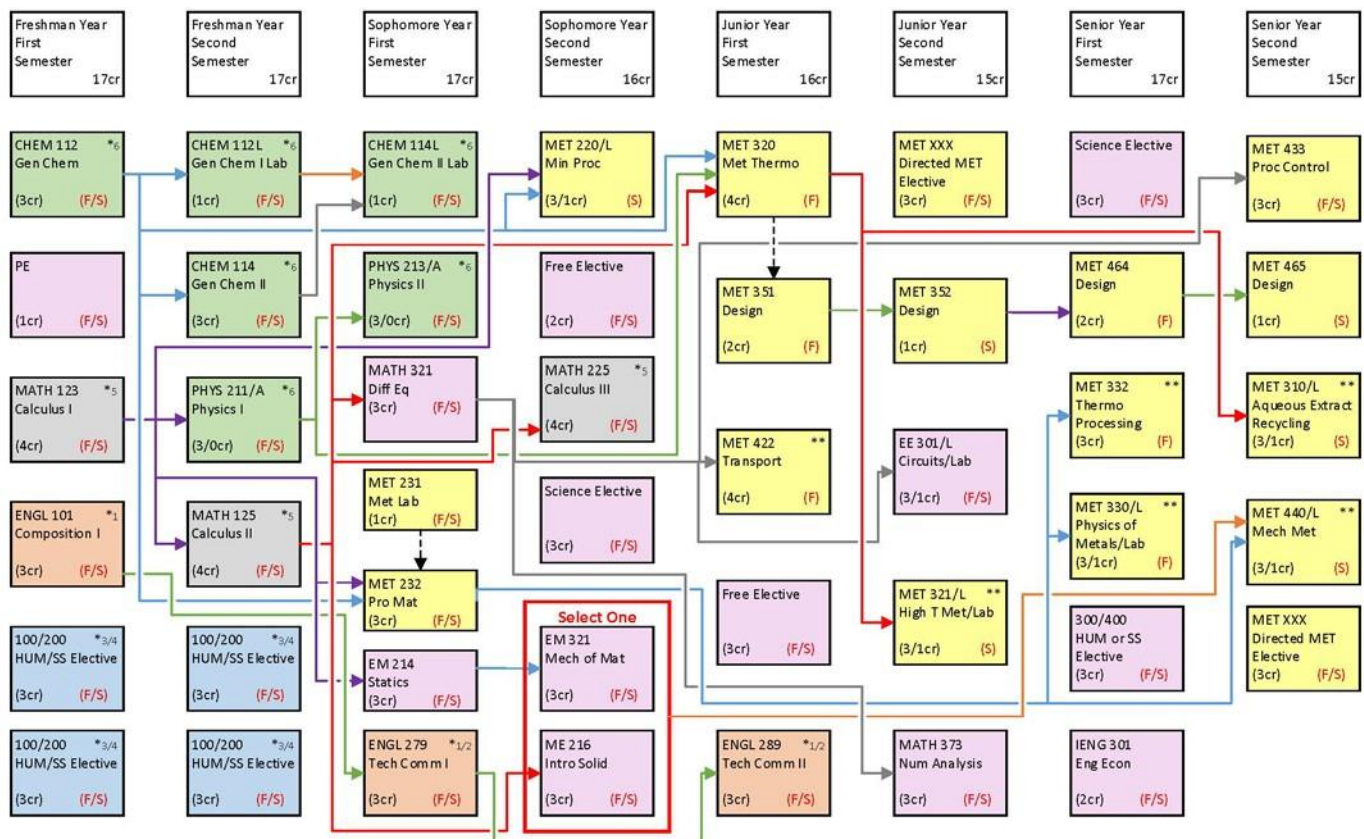 Freshman Year
First
Semester
17cr
Freshman Year
Second
Semester
17cr
Sophomore Year
First
Semester
17cr
Sophomore Year
Second
Semester
16cr
Junior Year
First
Semester
16cr
Junior Year
Second
Semester
15cr
Senior Year
First
Semester
17cr
Senior Year
Second
Semester
15cr
CHEM 112 *6
Gen Chem
(3cr) (F/S)
CHEM 112L *6
Gen Chem I Lab
(1cr) (F/S)
CHEM 114L *6
Gen Chem II Lab
(1cr) (F/S)
MET 220/L
Min Proc
(3/1cr) (S)
MET 320
Met Thermo
(4cr) (F)
MET XXX
Directed MET
Elective
(3cr) (F/S)
Science Elective
(3cr) (F/S)
MET 433
Proc Control
(3cr) (F/S)
PE
(1cr) (F/S)
CHEM 114 *6
Gen Chem II
(3cr) (F/S)
PHYS 213/A *6
Physics II
(3/0cr) (F/S)
Free Elective
(2cr) (F/S)
MET 351
Design
(2cr) (F)
MET 352
Design
(1cr) (S)
MET 464
Design
(2cr) (F)
MET 465
Design
(1cr) (S)
MATH 123 *5
Calculus I
(4cr) (F/S)
PHYS 211/A *6
Physics I
(3/0cr) (F/S)
MATH 321
Diff Eq
(3cr) (F/S)
MATH 225 *5
Calculus III
(4cr) (F/S)
MET 422 **
Transport
(4cr) (F)
EE 301/L
Circuits/Lab
(3/1cr) (F/S)
MET 332 **
Thermo
Processing
(3cr) (F)
MET 310/L **
Aqueous Extract
Recycling
(3/1cr) (S)
ENGL 101 *1
Composition I
(3cr) (F/S)
MATH 125 *5
Calculus II
(4cr) (F/S)
MET 231
Met Lab
(1cr) (F/S)
MET 232
Pro Mat
(3cr) (F/S)
Science Elective
(3cr) (F/S)
Free Elective
(3cr) (F/S)
MET 321/L **
High T Met/Lab
(3/1cr) (S)
MET 330/L **
Physics of
Metals/Lab
(3/1cr) (F)
MET 440/L **
Mech Met
(3/1cr) (S)
100/200 *3/4
HUM/SS Elective
(3cr) (F/S)
100/200 *3/4
HUM/SS Elective
(3cr) (F/S)
EM 214
Statics
(3cr) (F/S)
Select One
EM 321
Mech of Mat
(3cr) (F/S)
300/400
HUM or SS
Elective
(3cr) (F/S)
MET XXX
Directed MET
Elective
(3cr) (F/S)
100/200 *3/4
HUM/SS Elective
(3cr) (F/S)
100/200 *3/4
HUM/SS Elective
(3cr) (F/S)
ENGL 279 *1/2
Tech Comm I
(3cr) (F/S)
ME 216
Intro Solid
(3cr) (F/S)
ENGL 289 *1/2
Tech Comm II
(3cr) (F/S)
MATH 373
Num Analysis
(3cr) (F/S)
IENG 301
Eng Econ
(2cr) (F/S)